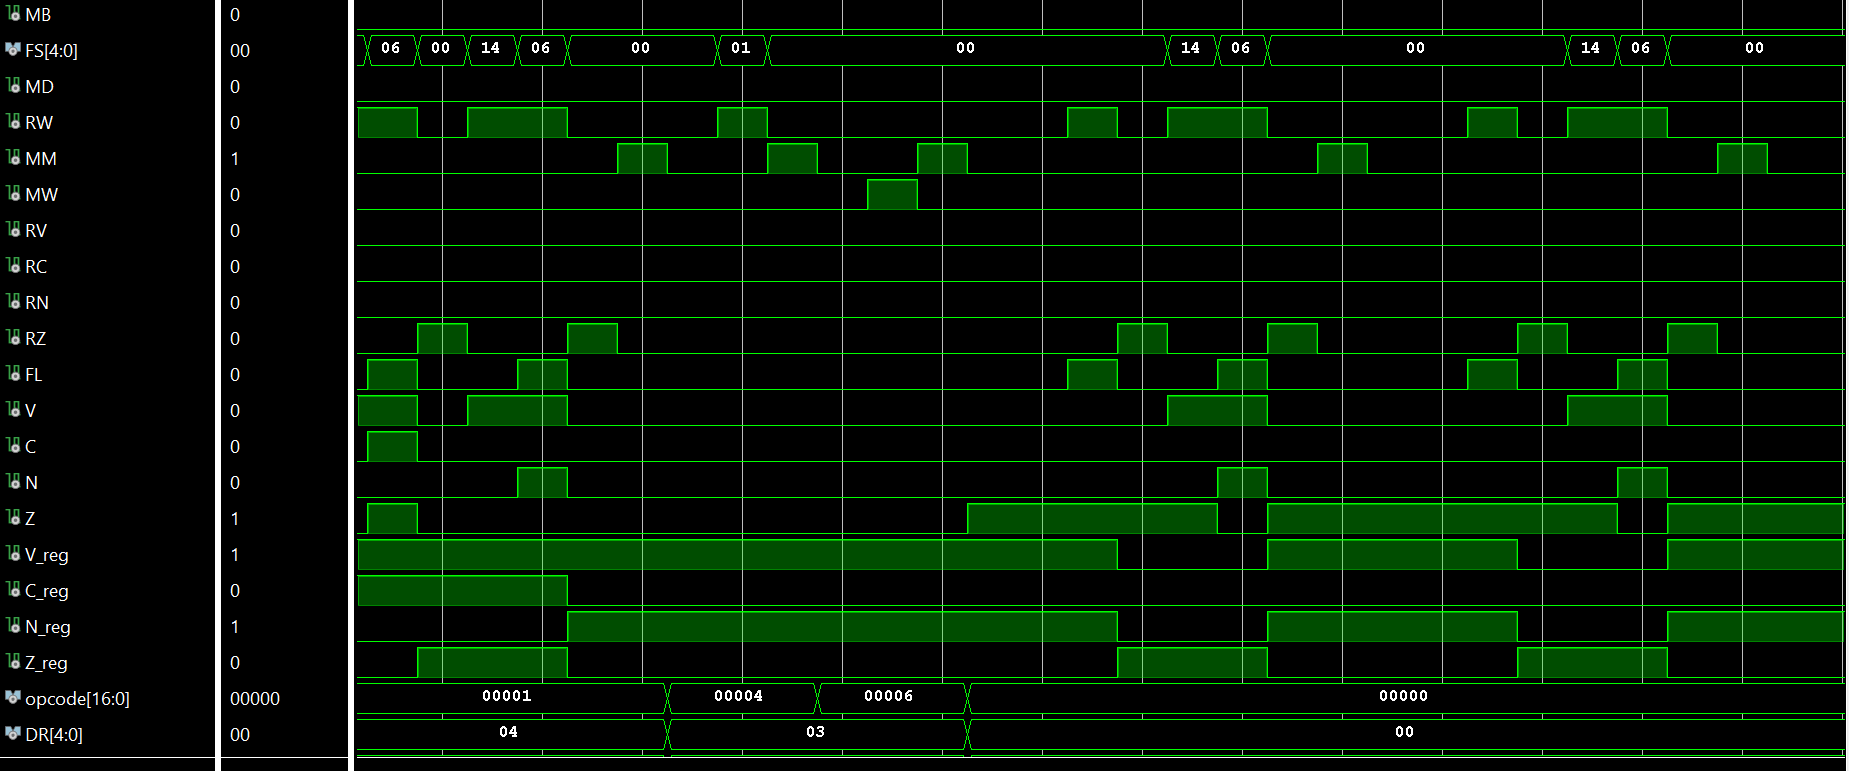 MB 0
FS[4:0] 00 06 00 14 06 00 01 00 14 06 00 14 06 00
MD 0
RW 0
MM 1
MW 0
RV 0
RC 0
RN 0
RZ 0
FL 0
V 0
C 0
N 0
Z 1
V_reg 1
C_reg 0
N_reg 1
Z_reg 0
opcode[16:0] 00000 00001 00004 00006 00000
DR[4:0] 00 04 03 00